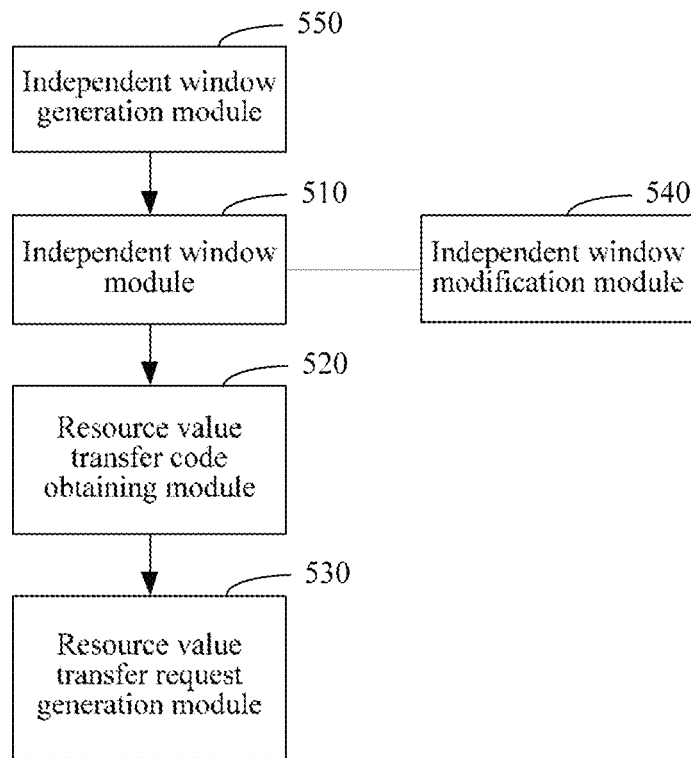 550
Independent window
generation module
510
Independent window
module
540
Independent window
modification module
520
Resource value
transfer code
obtaining module
530
Resource value
transfer request
generation module